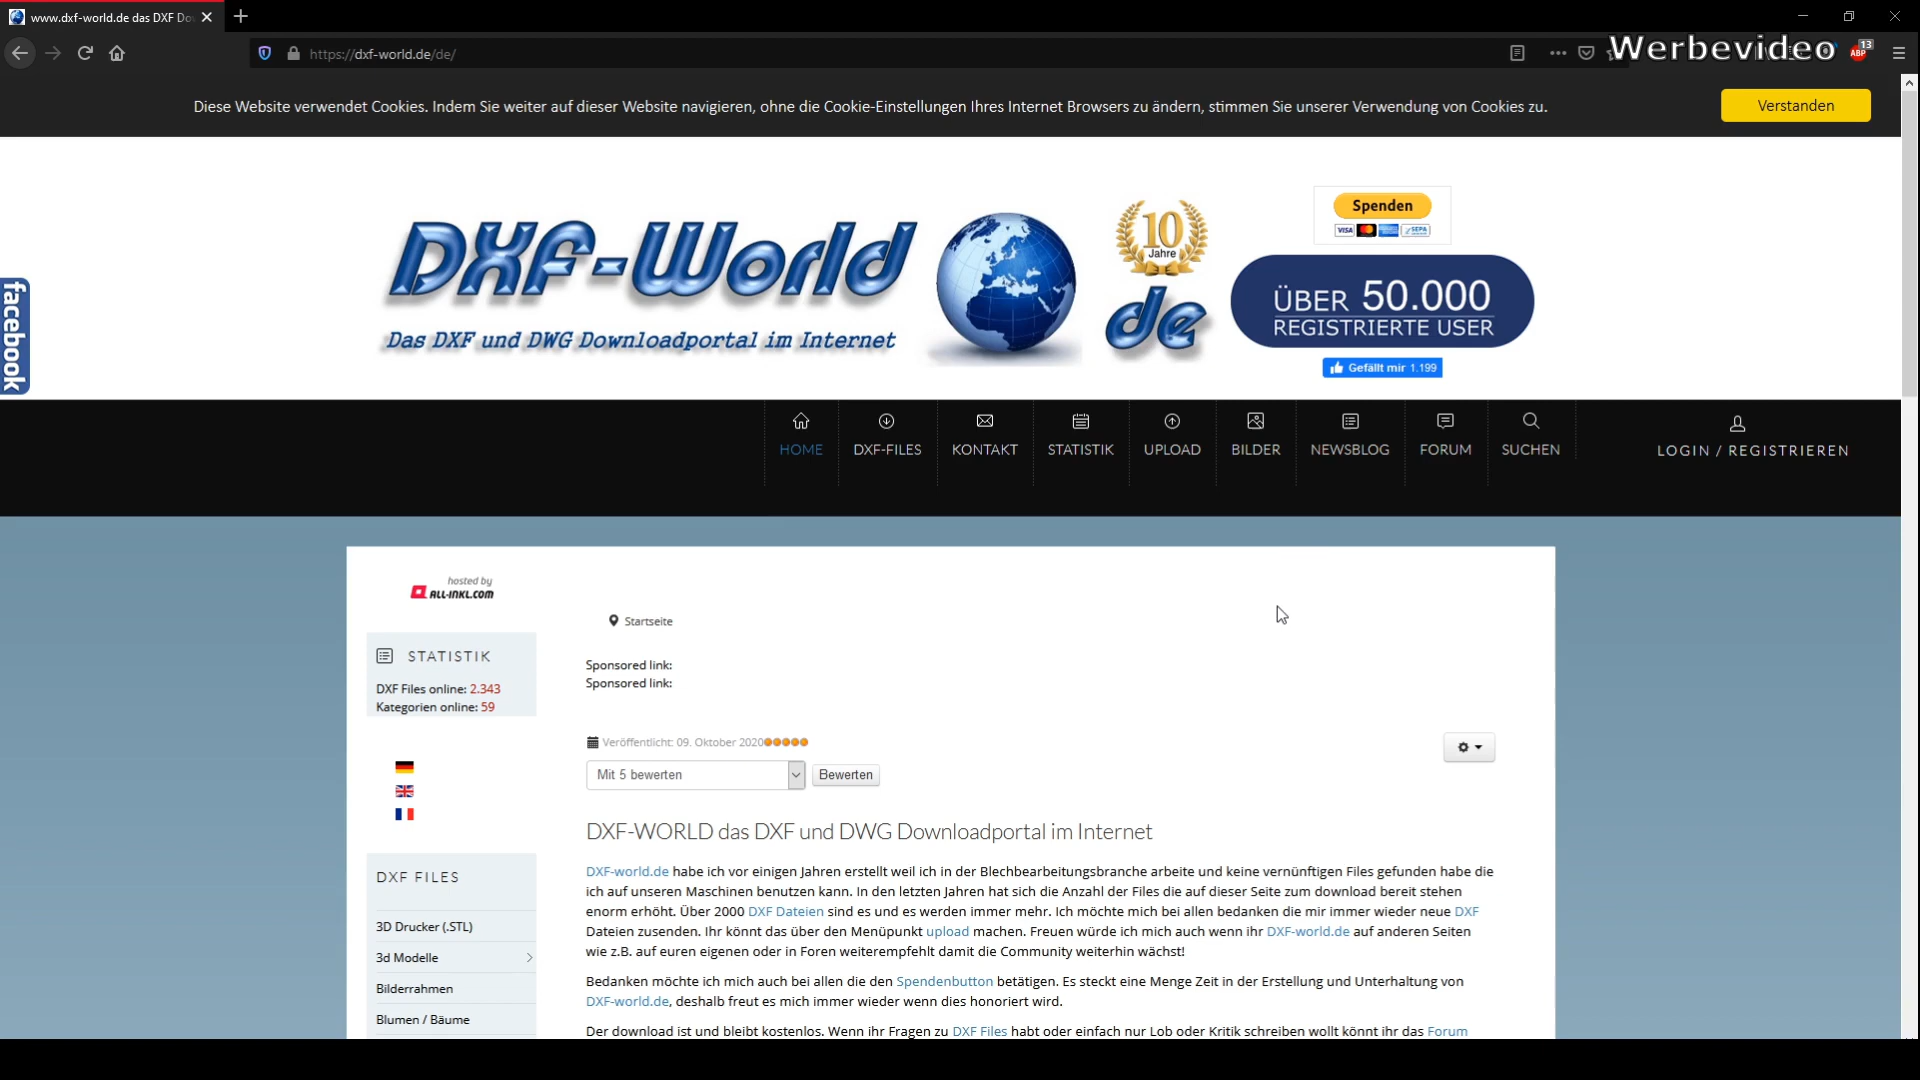 www.dxf-world.de das DXF Do
https://dxf-world.de/de/
Werbevideo
ABP
13
Diese Website verwendet Cookies. Indem Sie weiter auf dieser Website navigieren, ohne die Cookie-Einstellungen Ihres Internet Browsers zu ändern, stimmen Sie unserer Verwendung von Cookies zu.
Verstanden
DXF-World
Das DXF und DWG Downloadportal im Internet
10
Jahre
de
Spenden
VISA
SEPA
ÜBER 50.000
REGISTRIERTE USER
Gefällt mir 1.199
facebook
HOME
DXF-FILES
KONTAKT
STATISTIK
UPLOAD
BILDER
NEWSBLOG
FORUM
SUCHEN
LOGIN / REGISTRIEREN
hosted by
ALL-INKL.COM
Startseite
STATISTIK
DXF Files online: 2.343
Kategorien online: 59
Sponsored link:
Sponsored link:
Veröffentlicht: 09. Oktober 2020
Mit 5 bewerten
Bewerten
DXF-WORLD das DXF und DWG Downloadportal im Internet
DXF-world.de habe ich vor einigen Jahren erstellt weil ich in der Blechbearbeitungsbranche arbeite und keine vernünftigen Files gefunden habe die
ich auf unseren Maschinen benutzen kann. In den letzten Jahren hat sich die Anzahl der Files die auf dieser Seite zum download bereit stehen
enorm erhöht. Über 2000 DXF Dateien sind es und es werden immer mehr. Ich möchte mich bei allen bedanken die mir immer wieder neue DXF
Dateien zusenden. Ihr könnt das über den Menüpunkt upload machen. Freuen würde ich mich auch wenn ihr DXF-world.de auf anderen Seiten
wie z.B. auf euren eigenen oder in Foren weiterempfehlt damit die Community weiterhin wächst!
Bedanken möchte ich mich auch bei allen die den Spendenbutton betätigen. Es steckt eine Menge Zeit in der Erstellung und Unterhaltung von
DXF-world.de, deshalb freut es mich immer wieder wenn dies honoriert wird.
Der download ist und bleibt kostenlos. Wenn ihr Fragen zu DXF Files habt oder einfach nur Lob oder Kritik schreiben wollt könnt ihr das Forum
DXF FILES
3D Drucker (.STL)
3d Modelle
Bilderrahmen
Blumen / Bäume